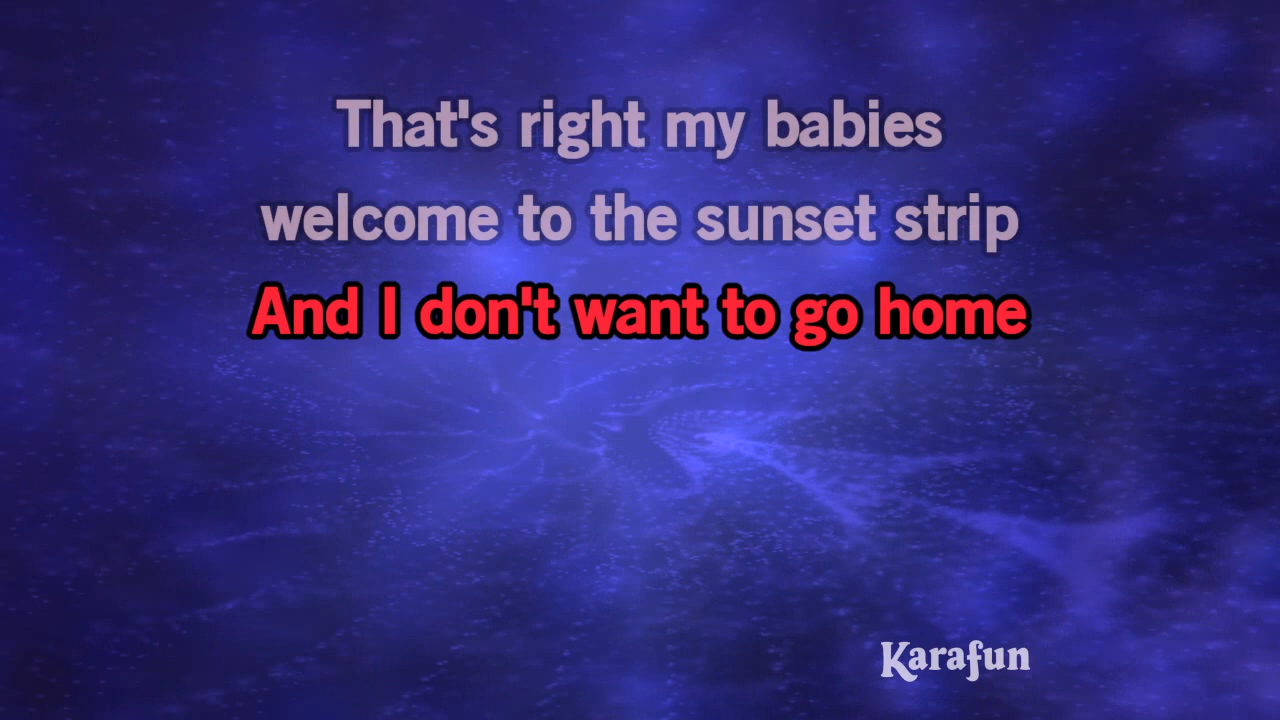 That's right my babies
welcome to the sunset strip
And I don't want to go home
Karafun